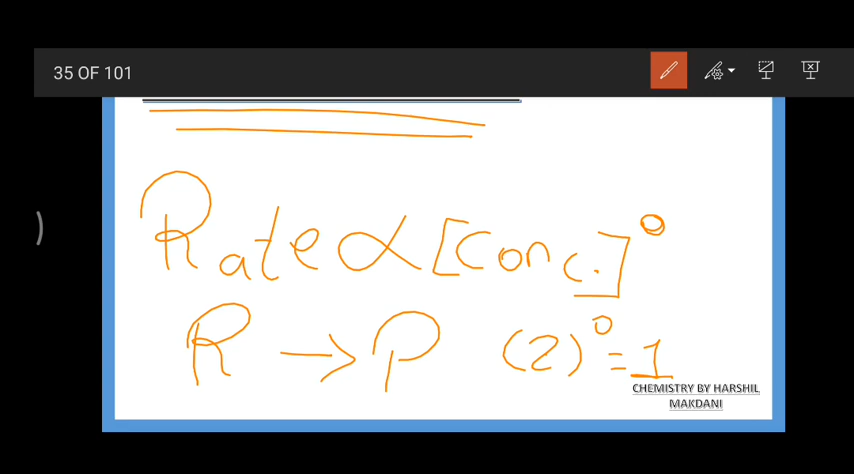 35 OF 101
Rate ∝ [Conc.]⁰
R → P (2)⁰ = 1
CHEMISTRY BY HARSHIL
MAKDANI